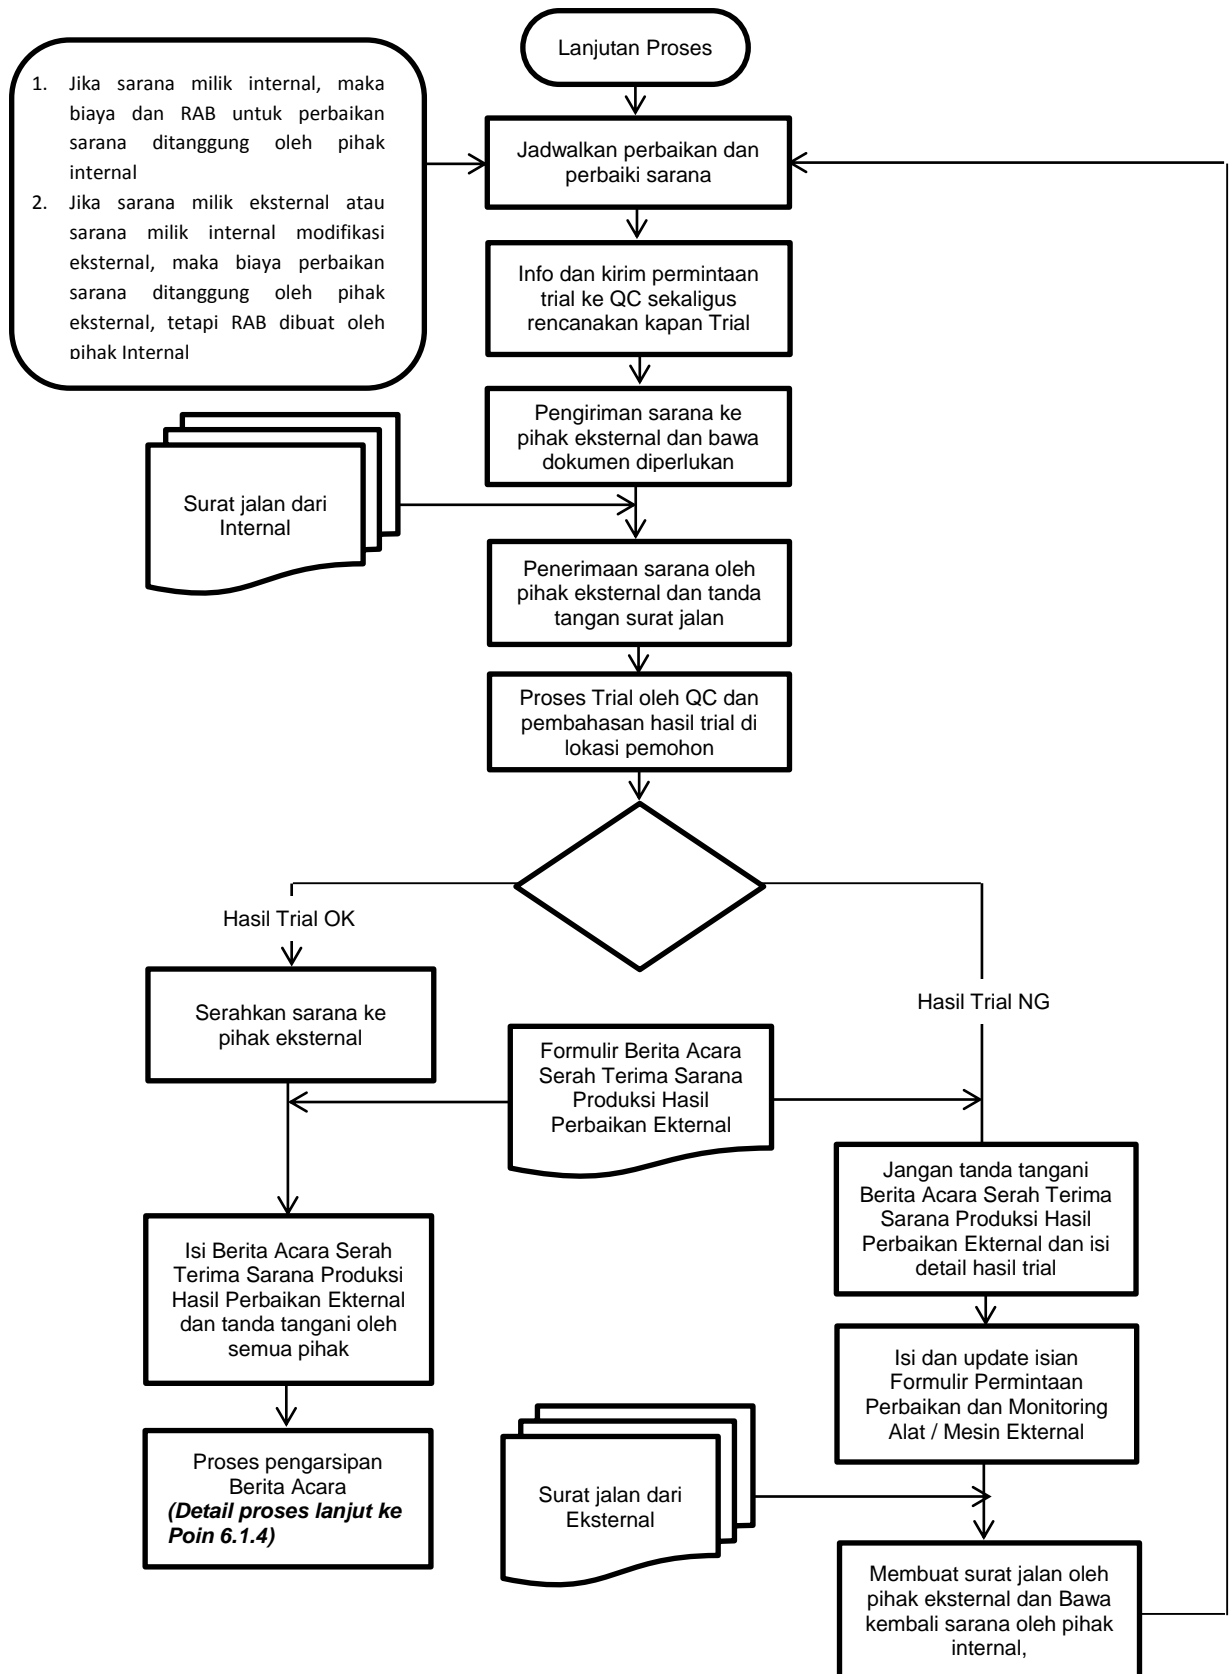 Lanjutan Proses
1. Jika sarana milik internal, maka
biaya dan RAB untuk perbaikan
sarana ditanggung oleh pihak
internal
2. Jika sarana milik eksternal atau
sarana milik internal modifikasi
eksternal, maka biaya perbaikan
sarana ditanggung oleh pihak
eksternal, tetapi RAB dibuat oleh
pihak Internal
Jadwalkan perbaikan dan
perbaiki sarana
Info dan kirim permintaan
trial ke QC sekaligus
rencanakan kapan Trial
Pengiriman sarana ke
pihak eksternal dan bawa
dokumen diperlukan
Surat jalan dari
Internal
Penerimaan sarana oleh
pihak eksternal dan tanda
tangan surat jalan
Proses Trial oleh QC dan
pembahasan hasil trial di
lokasi pemohon
Hasil Trial OK
Hasil Trial NG
Serahkan sarana ke
pihak eksternal
Formulir Berita Acara
Serah Terima Sarana
Produksi Hasil
Perbaikan Ekternal
Jangan tanda tangani
Berita Acara Serah Terima
Sarana Produksi Hasil
Perbaikan Ekternal dan isi
detail hasil trial
Isi Berita Acara Serah
Terima Sarana Produksi
Hasil Perbaikan Ekternal
dan tanda tangani oleh
semua pihak
Isi dan update isian
Formulir Permintaan
Perbaikan dan Monitoring
Alat / Mesin Ekternal
Proses pengarsipan
Berita Acara
(Detail proses lanjut ke
Poin 6.1.4)
Surat jalan dari
Eksternal
Membuat surat jalan oleh
pihak eksternal dan Bawa
kembali sarana oleh pihak
internal,